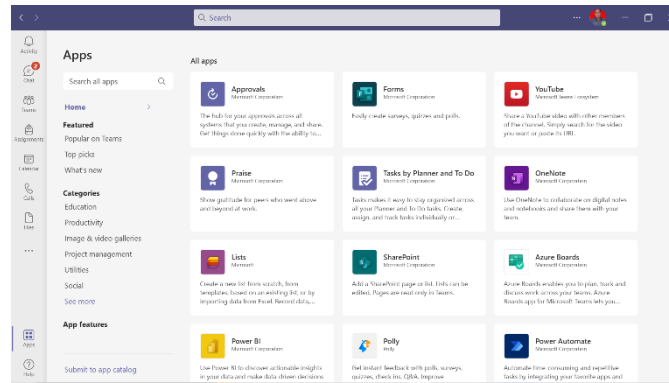 Search
Activity
Chat
Teams
Assignments
Calendar
Calls
Files
Apps
Help
Apps
Search all apps
Home
Featured
Popular on Teams
Top picks
What's new
Categories
Education
Productivity
Image & video galleries
Project management
Utilities
Social
See more
App features
Submit to app catalog
All apps
Approvals
Microsoft Corporation
The hub for your approvals across all
systems that you create, manage, and share.
Get things done quickly with the ability to...
Forms
Microsoft Corporation
Easily create surveys, quizzes and polls.
YouTube
Microsoft Teams Ecosystem
Share a YouTube video with other members
of the channel. Simply search for the video
you want or paste its URL.
Praise
Microsoft Corporation
Show gratitude for peers who went above
and beyond at work.
Tasks by Planner and To Do
Microsoft Corporation
Tasks makes it easy to stay organized across
all your Planner and To Do tasks. Create,
assign, and track tasks individually or...
OneNote
Microsoft Corporation
Use OneNote to collaborate on digital notes
and notebooks and share them with your
team.
Lists
Microsoft
Create a new list from scratch, from
templates, based on an existing list, or by
importing data from Excel. Record data,...
SharePoint
Microsoft Corporation
Add a SharePoint page or list. Lists can be
edited. Pages are read only in Teams.
Azure Boards
Microsoft Corporation
Azure Boards enables you to plan, track and
discuss work across your teams. Azure
Boards app for Microsoft Teams lets you...
Power BI
Microsoft Corporation
Use Power BI to discover actionable insights
in your data and make data driven decisions
Polly
Polly
Get instant feedback with polls, surveys,
quizzes, check ins, Q&A. Improve
Power Automate
Microsoft Corporation
Automate time consuming and repetitive
tasks by integrating your favorite apps and